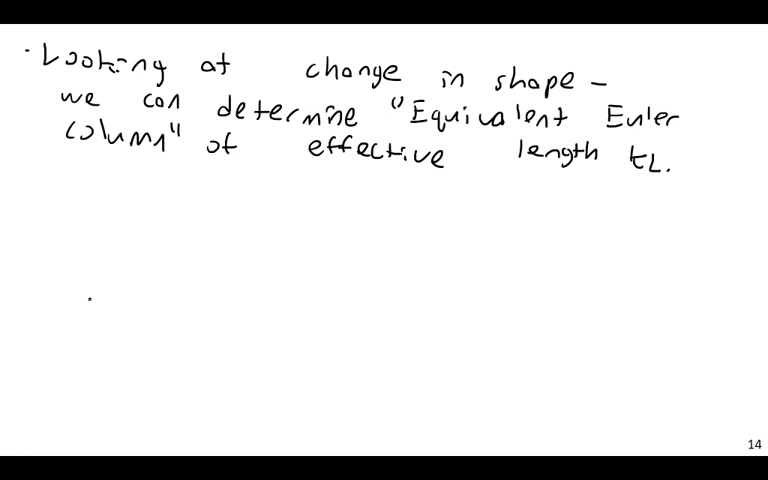 · Looking at change in shape –
we can determine "Equivalent Euler
column" of effective length kL.
14